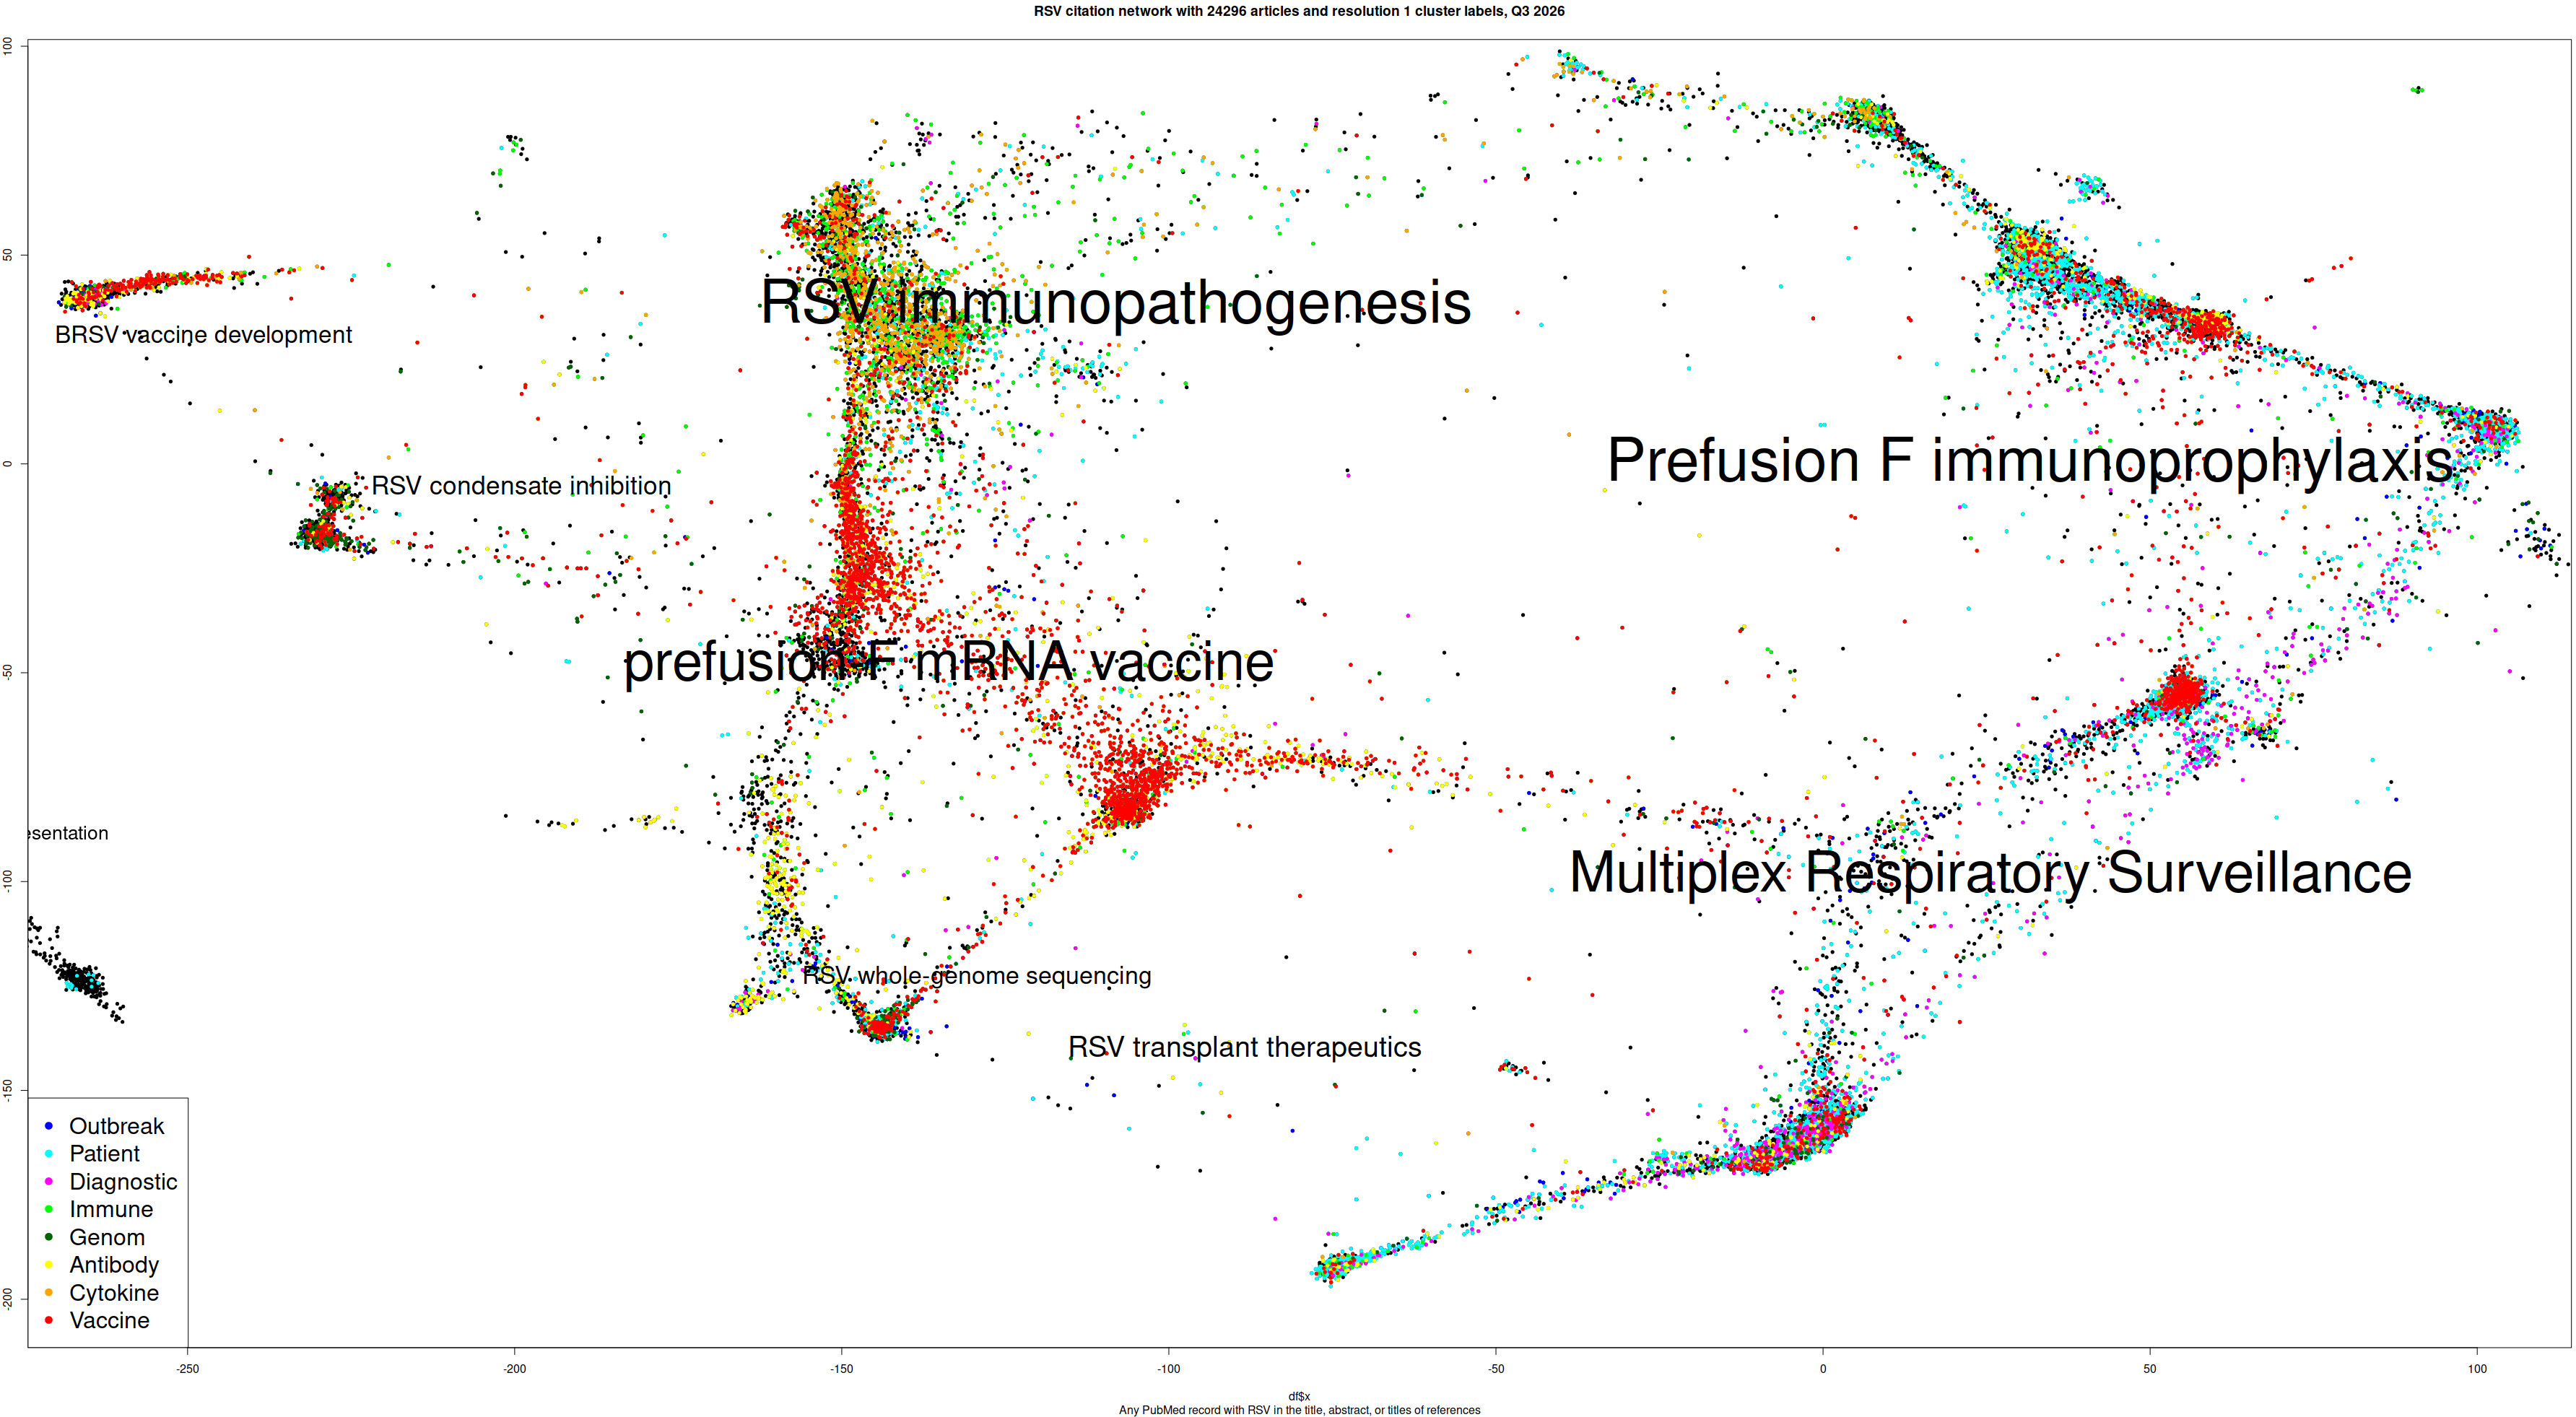 RSV citation network with 24296 articles and resolution 1 cluster labels, Q3 2026
100
50
0
-50
-100
-150
-200
RSV immunopathogenesis
BRSV vaccine development
Prefusion F immunoprophylaxis
RSV condensate inhibition
prefusion-F mRNA vaccine
esentation
Multiplex Respiratory Surveillance
RSV whole-genome sequencing
RSV transplant therapeutics
Outbreak
Patient
Diagnostic
Immune
Genom
Antibody
Cytokine
Vaccine
-250
-200
-150
-100
-50
0
50
100
df$x
Any PubMed record with RSV in the title, abstract, or titles of references